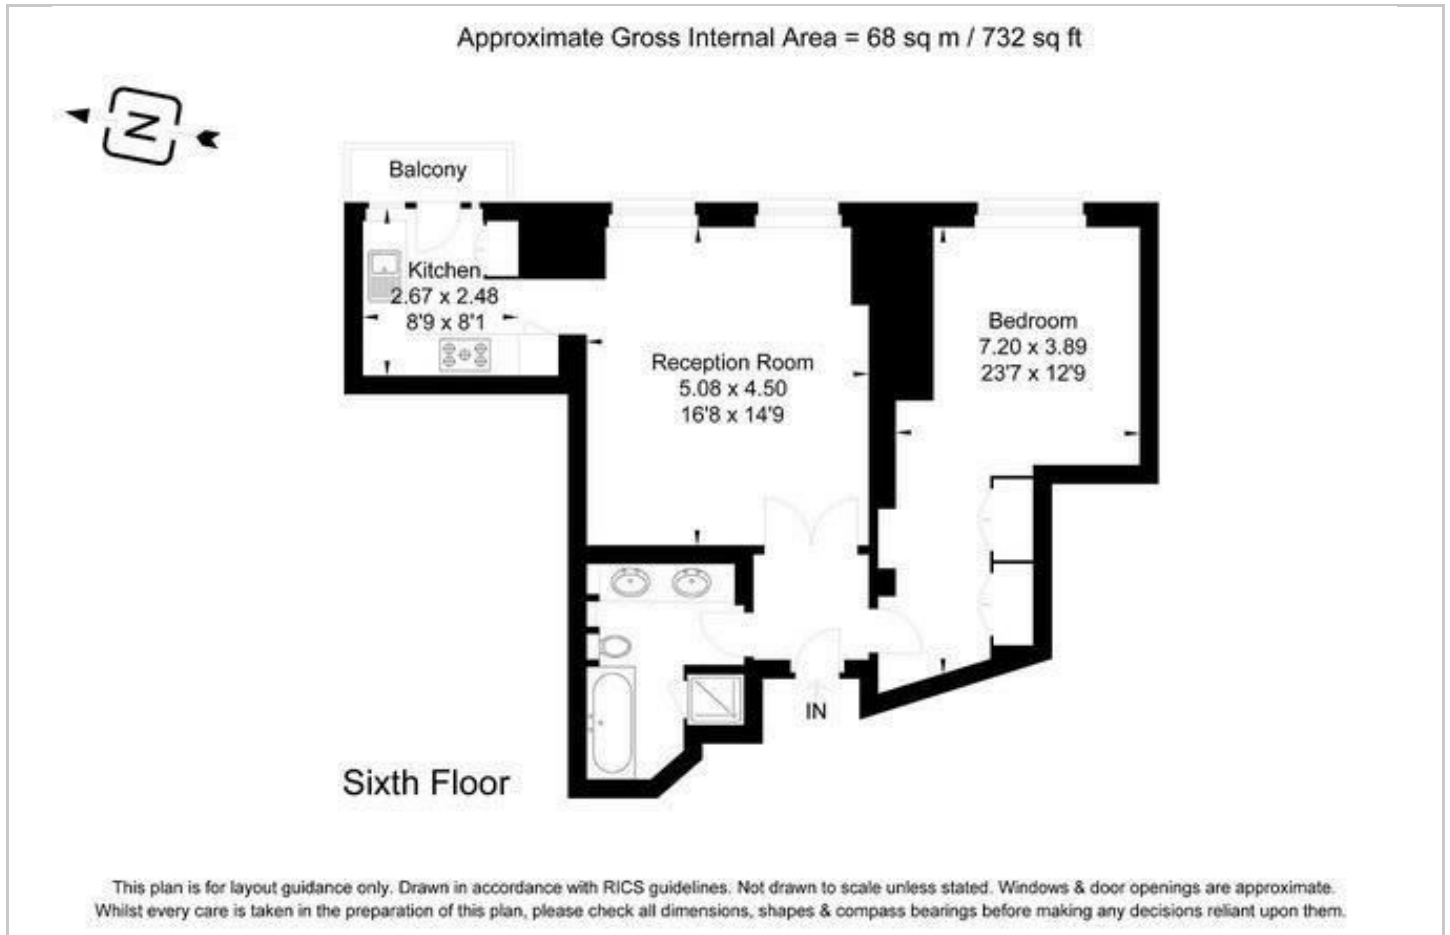 Approximate Gross Internal Area = 68 sq m / 732 sq ft
N
Balcony
Kitchen
2.67 x 2.48
8'9 x 8'1
Reception Room
5.08 x 4.50
16'8 x 14'9
Bedroom
7.20 x 3.89
23'7 x 12'9
IN
Sixth Floor
This plan is for layout guidance only. Drawn in accordance with RICS guidelines. Not drawn to scale unless stated. Windows & door openings are approximate.
Whilst every care is taken in the preparation of this plan, please check all dimensions, shapes & compass bearings before making any decisions reliant upon them.